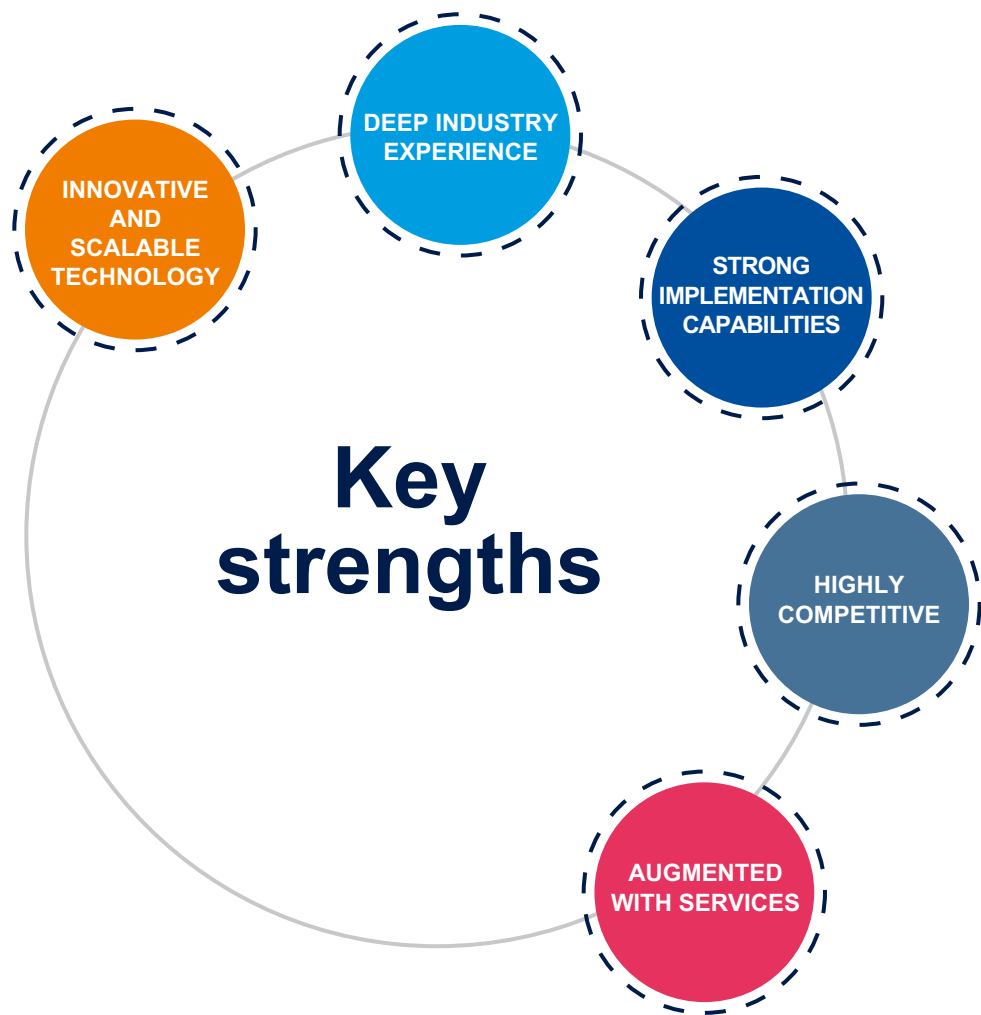 DEEP INDUSTRY
EXPERIENCE
INNOVATIVE
AND
SCALABLE
TECHNOLOGY
STRONG
IMPLEMENTATION
CAPABILITIES
Key
strengths
HIGHLY
COMPETITIVE
AUGMENTED
WITH SERVICES